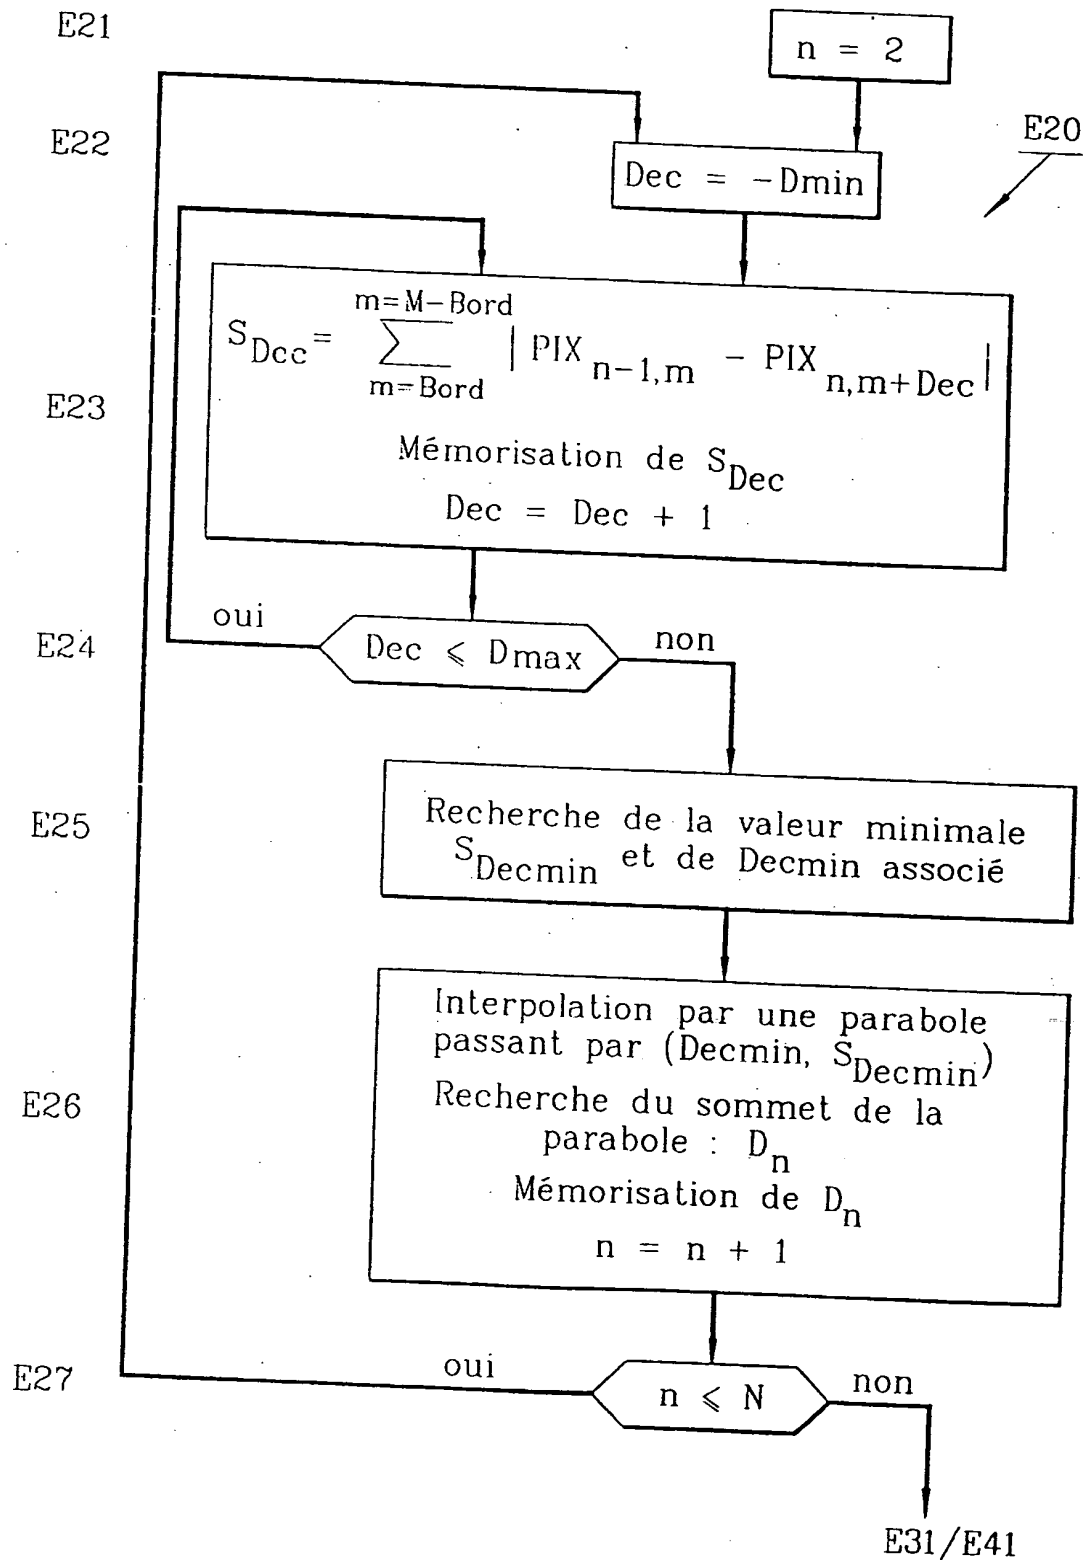 E21
n = 2
E22
E20
Dec = -Dmin
m=M-Bord
S_Dec = ∑ | PIX_n-1,m - PIX_n,m+Dec |
m=Bord
E23
Mémorisation de S_Dec
Dec = Dec + 1
oui
E24
Dec ⩽ Dmax
non
E25
Recherche de la valeur minimale
S_Decmin et de Decmin associé
Interpolation par une parabole
passant par (Decmin, S_Decmin)
E26
Recherche du sommet de la
parabole : D_n
Mémorisation de D_n
n = n + 1
E27
oui
n ⩽ N
non
E31/E41